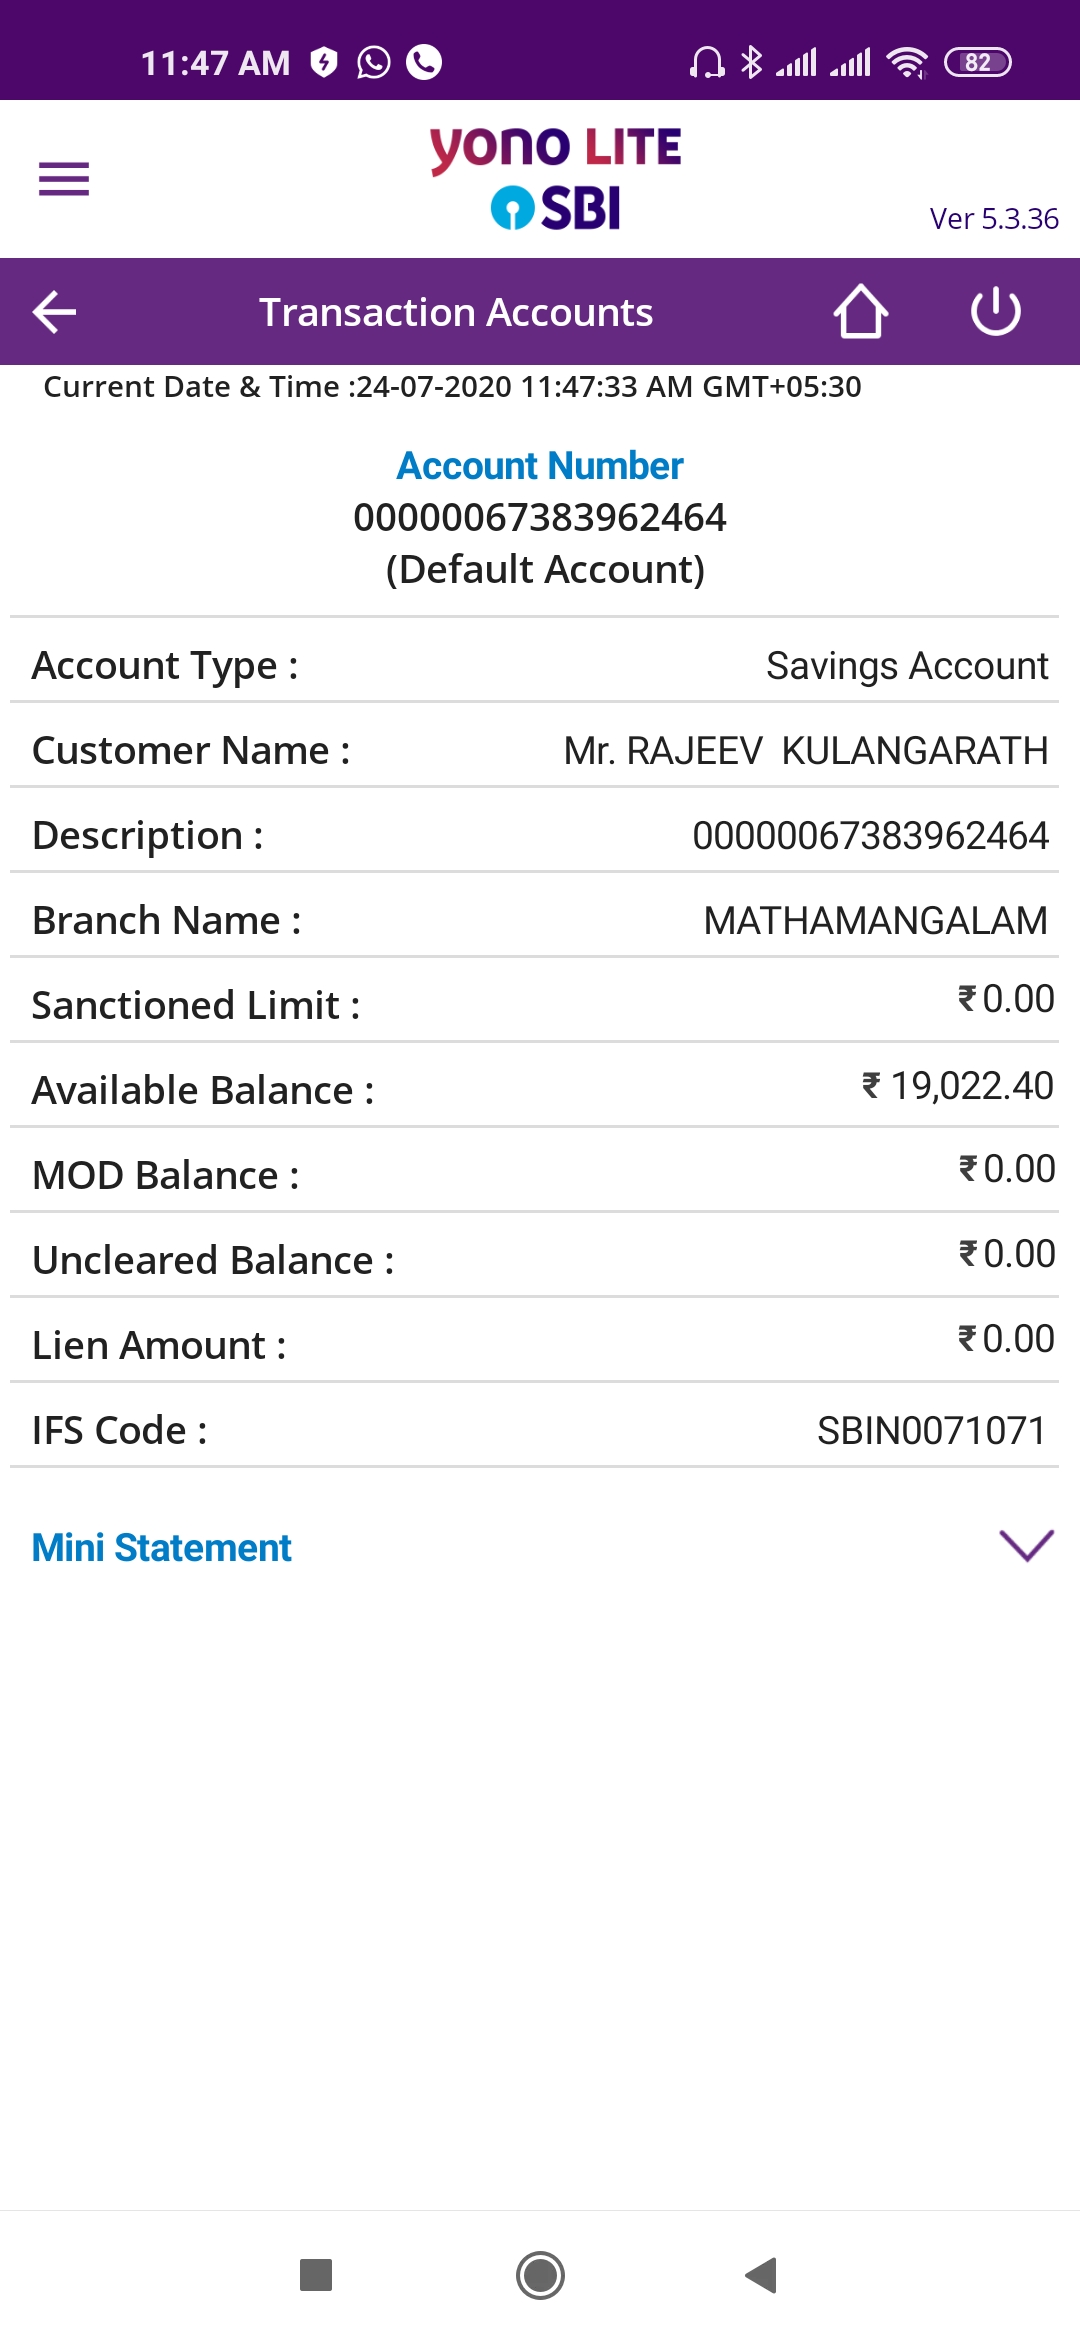 11:47 AM 82
yono LITE
SBI
Ver 5.3.36
Transaction Accounts
Current Date & Time :24-07-2020 11:47:33 AM GMT+05:30
Account Number
00000067383962464
(Default Account)
Account Type : Savings Account
Customer Name : Mr. RAJEEV  KULANGARATH
Description : 00000067383962464
Branch Name : MATHAMANGALAM
Sanctioned Limit : ₹0.00
Available Balance : ₹ 19,022.40
MOD Balance : ₹0.00
Uncleared Balance : ₹0.00
Lien Amount : ₹0.00
IFS Code : SBIN0071071
Mini Statement